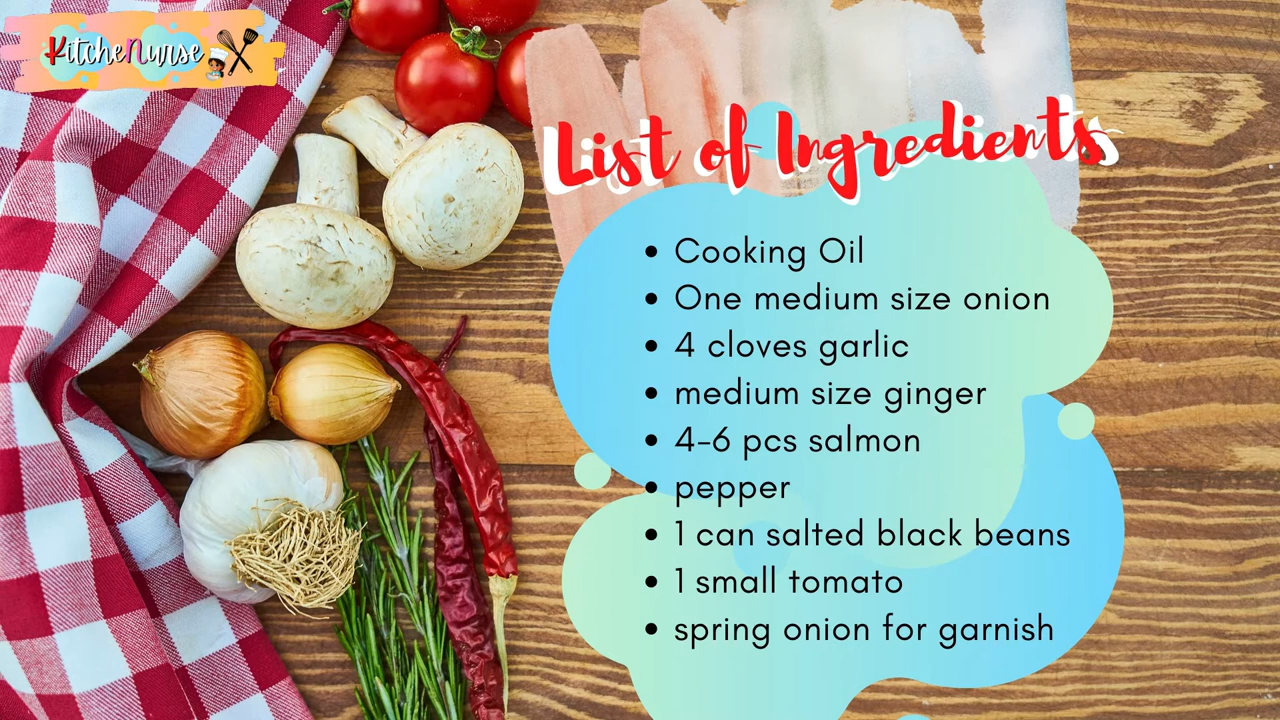 KitcheNurse
List of Ingredients
• Cooking Oil
• One medium size onion
• 4 cloves garlic
• medium size ginger
• 4-6 pcs salmon
• pepper
• 1 can salted black beans
• 1 small tomato
• spring onion for garnish